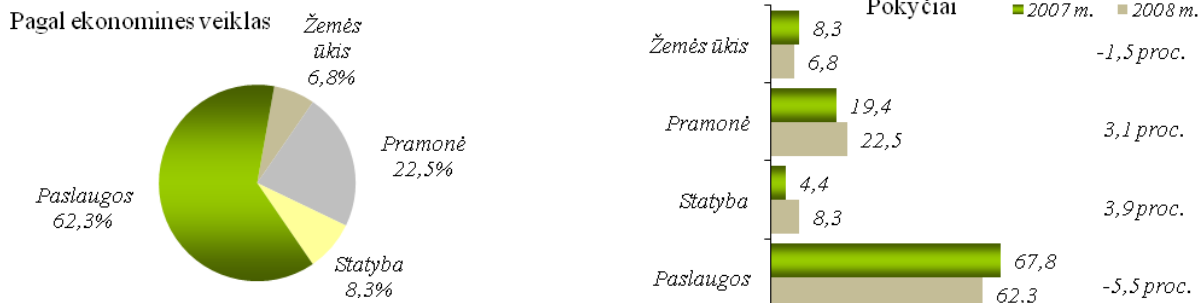 Pagal ekonomines veiklas
Žemės
ūkis
6,8%
Pramonė
22,5%
Paslaugos
62,3%
Statyba
8,3%
Pokyčiai
2007 m.
2008 m.
Žemės ūkis
8,3
6,8
-1,5 proc.
Pramonė
19,4
22,5
3,1 proc.
Statyba
4,4
8,3
3,9 proc.
Paslaugos
67,8
62,3
-5,5 proc.